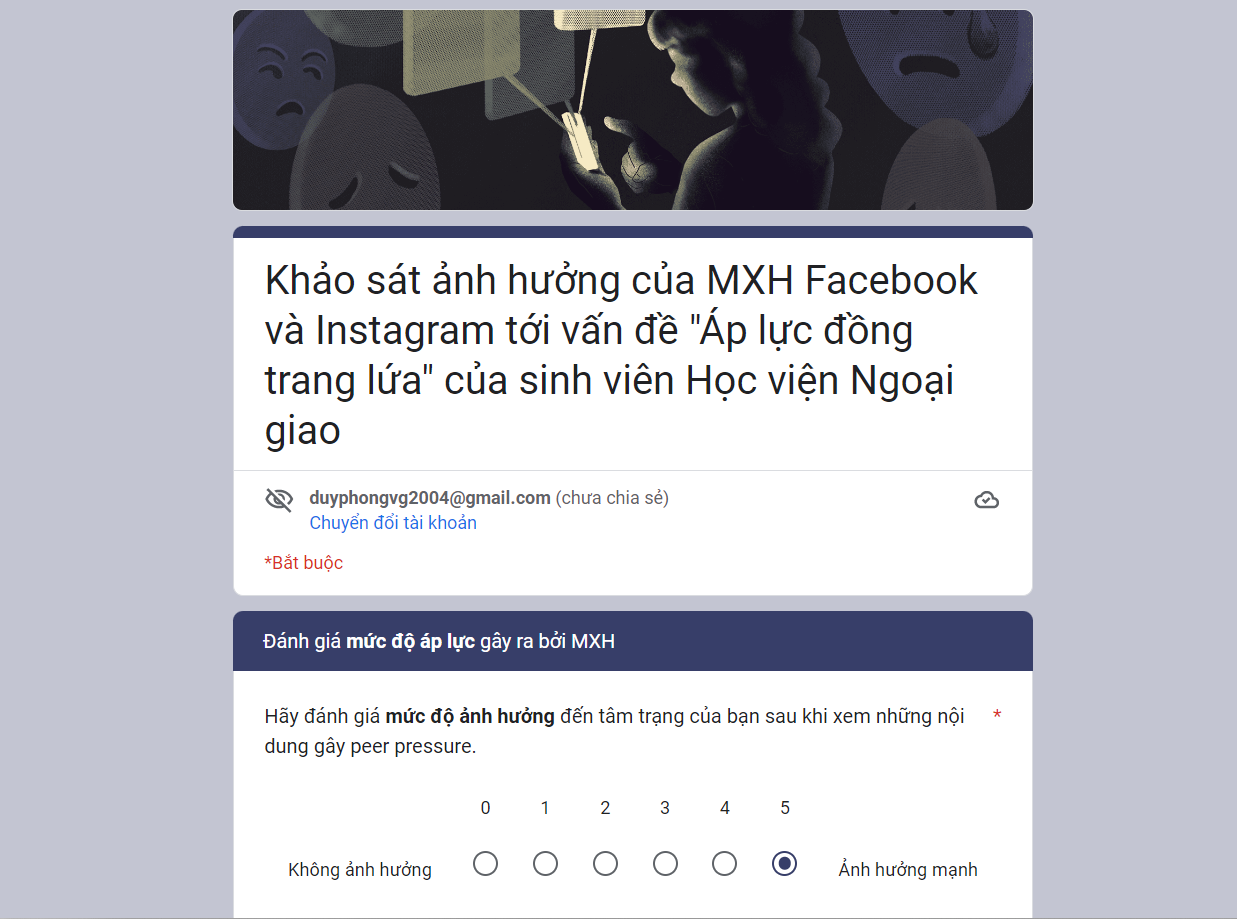 Khảo sát ảnh hưởng của MXH Facebook
và Instagram tới vấn đề "Áp lực đồng
trang lứa" của sinh viên Học viện Ngoại
giao
duyphongvg2004@gmail.com (chưa chia sẻ)
Chuyển đổi tài khoản
*Bắt buộc
Đánh giá mức độ áp lực gây ra bởi MXH
Hãy đánh giá mức độ ảnh hưởng đến tâm trạng của bạn sau khi xem những nội *
dung gây peer pressure.
0 1 2 3 4 5
Không ảnh hưởng Ảnh hưởng mạnh